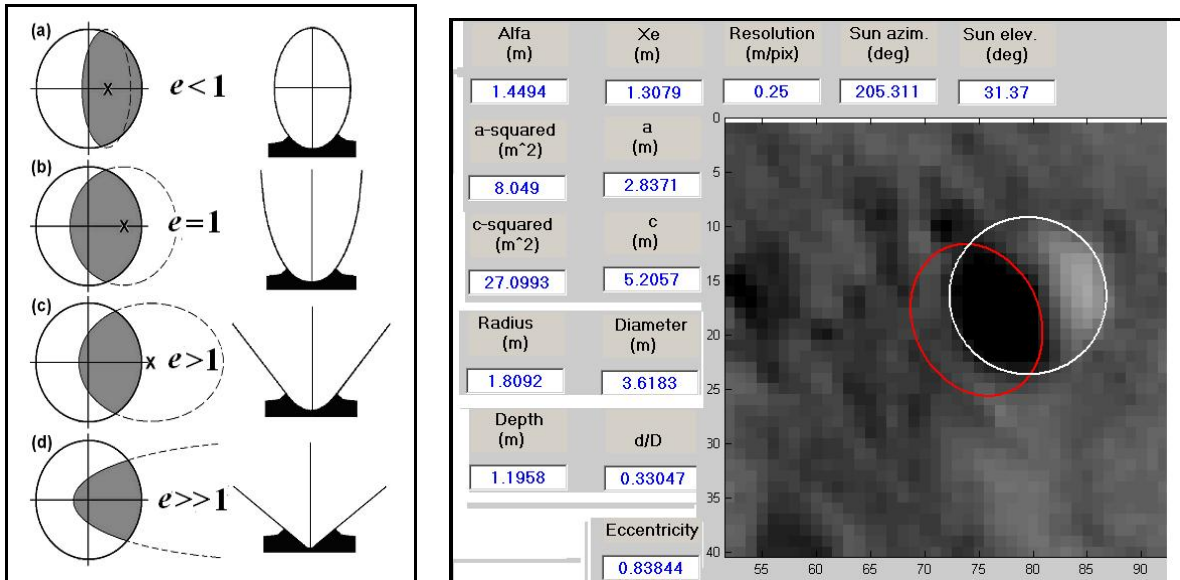 (a)
e < 1
(b)
e = 1
(c)
e > 1
(d)
e >> 1
Alfa Xe Resolution Sun azim. Sun elev.
(m) (m) (m/pix) (deg) (deg)
1.4494 1.3079 0.25 205.311 31.37
a-squared a
(m^2) (m)
8.049 2.8371
c-squared c
(m^2) (m)
27.0993 5.2057
Radius Diameter
(m) (m)
1.8092 3.6183
Depth d/D
(m)
1.1958 0.33047
Eccentricity
0.83844
0
5
10
15
20
25
30
35
40
55 60 65 70 75 80 85 90